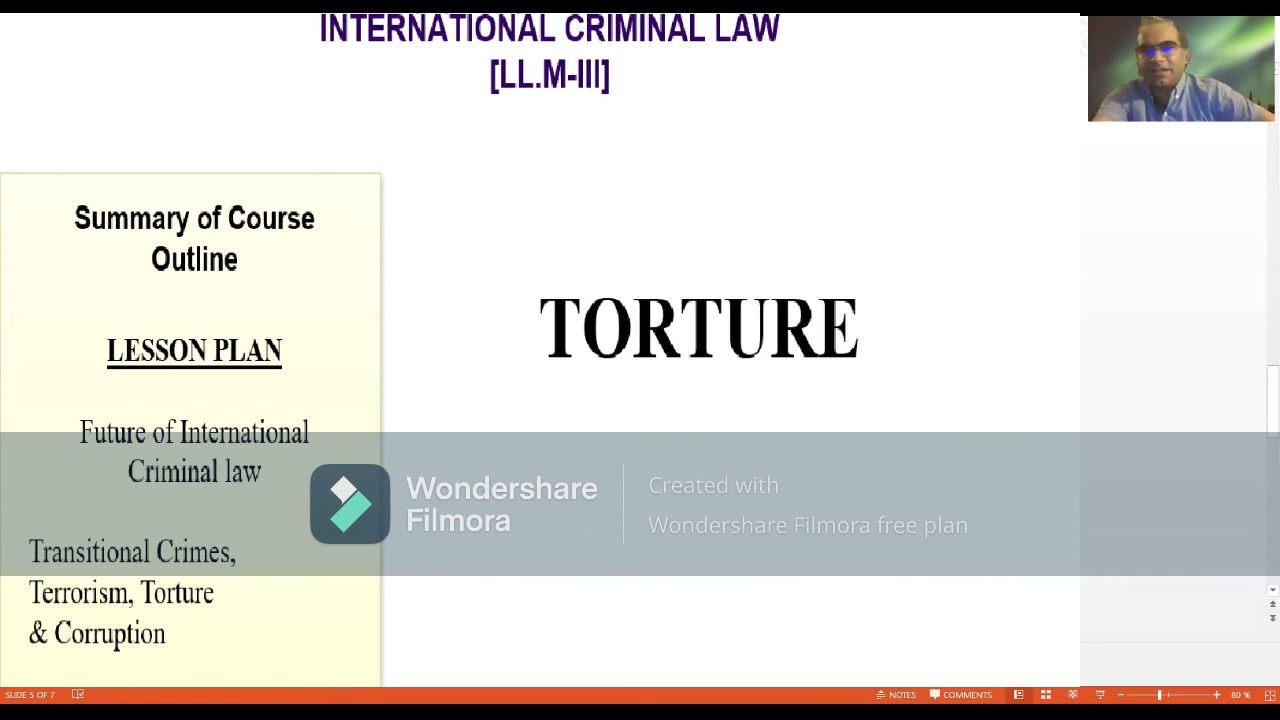 INTERNATIONAL CRIMINAL LAW
[LL.M-III]
Summary of Course
Outline
LESSON PLAN
Future of International
Criminal law
Transitional Crimes,
Terrorism, Torture
& Corruption
TORTURE
Wondershare
Filmora
Created with
Wondershare Filmora free plan
SLIDE 5 OF 7
NOTES
COMMENTS
80 %